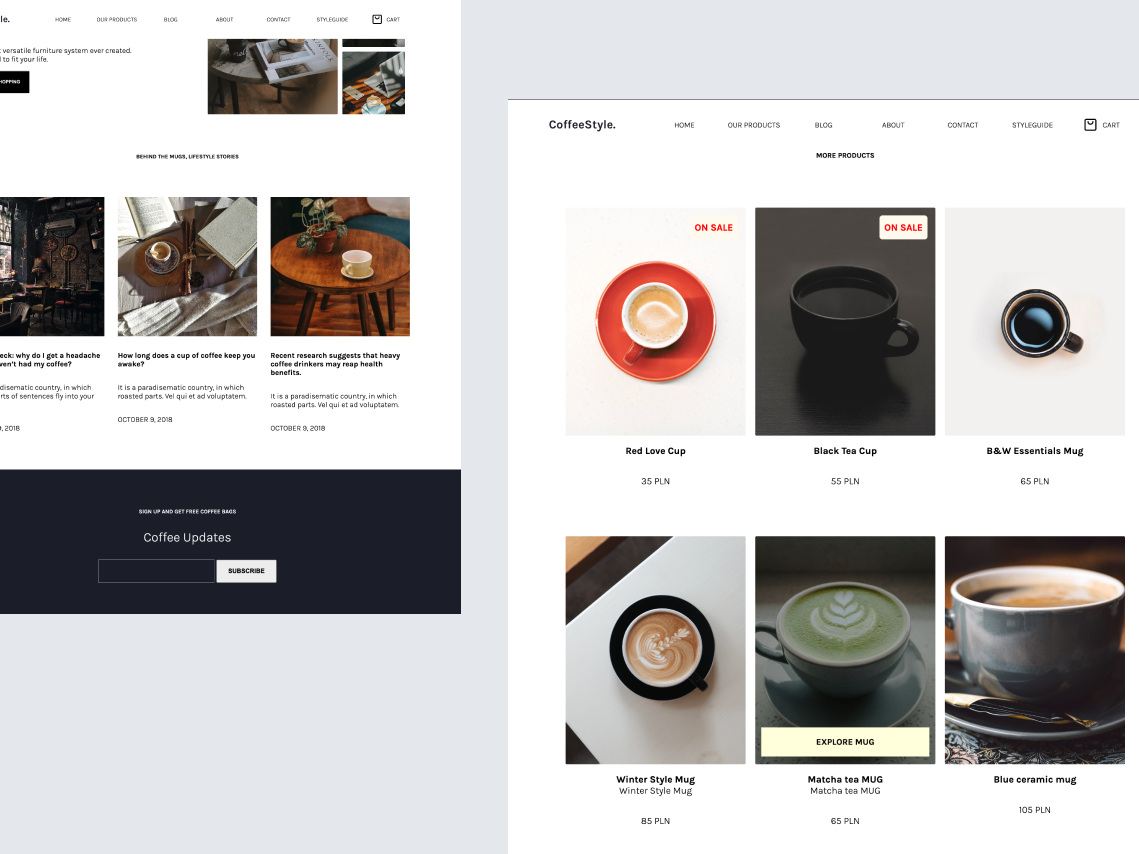 le.
HOME
OUR PRODUCTS
BLOG
ABOUT
CONTACT
STYLEGUIDE
CART
versatile furniture system ever created.
to fit your life.
HOPPING
BEHIND THE MUGS, LIFESTYLE STORIES
eck: why do I get a headache
ven't had my coffee?
disematic country, in which
rts of sentences fly into your
9, 2018
How long does a cup of coffee keep you
awake?
It is a paradisematic country, in which
roasted parts. Vel qui et ad voluptatem.
OCTOBER 9, 2018
Recent research suggests that heavy
coffee drinkers may reap health
benefits.
It is a paradisematic country, in which
roasted parts. Vel qui et ad voluptatem.
OCTOBER 9, 2018
SIGN UP AND GET FREE COFFEE BAGS
Coffee Updates
SUBSCRIBE
CoffeeStyle.
HOME
OUR PRODUCTS
BLOG
ABOUT
CONTACT
STYLEGUIDE
CART
MORE PRODUCTS
ON SALE
Red Love Cup
35 PLN
ON SALE
Black Tea Cup
55 PLN
B&W Essentials Mug
65 PLN
Winter Style Mug
Winter Style Mug
85 PLN
EXPLORE MUG
Matcha tea MUG
Matcha tea MUG
65 PLN
Blue ceramic mug
105 PLN